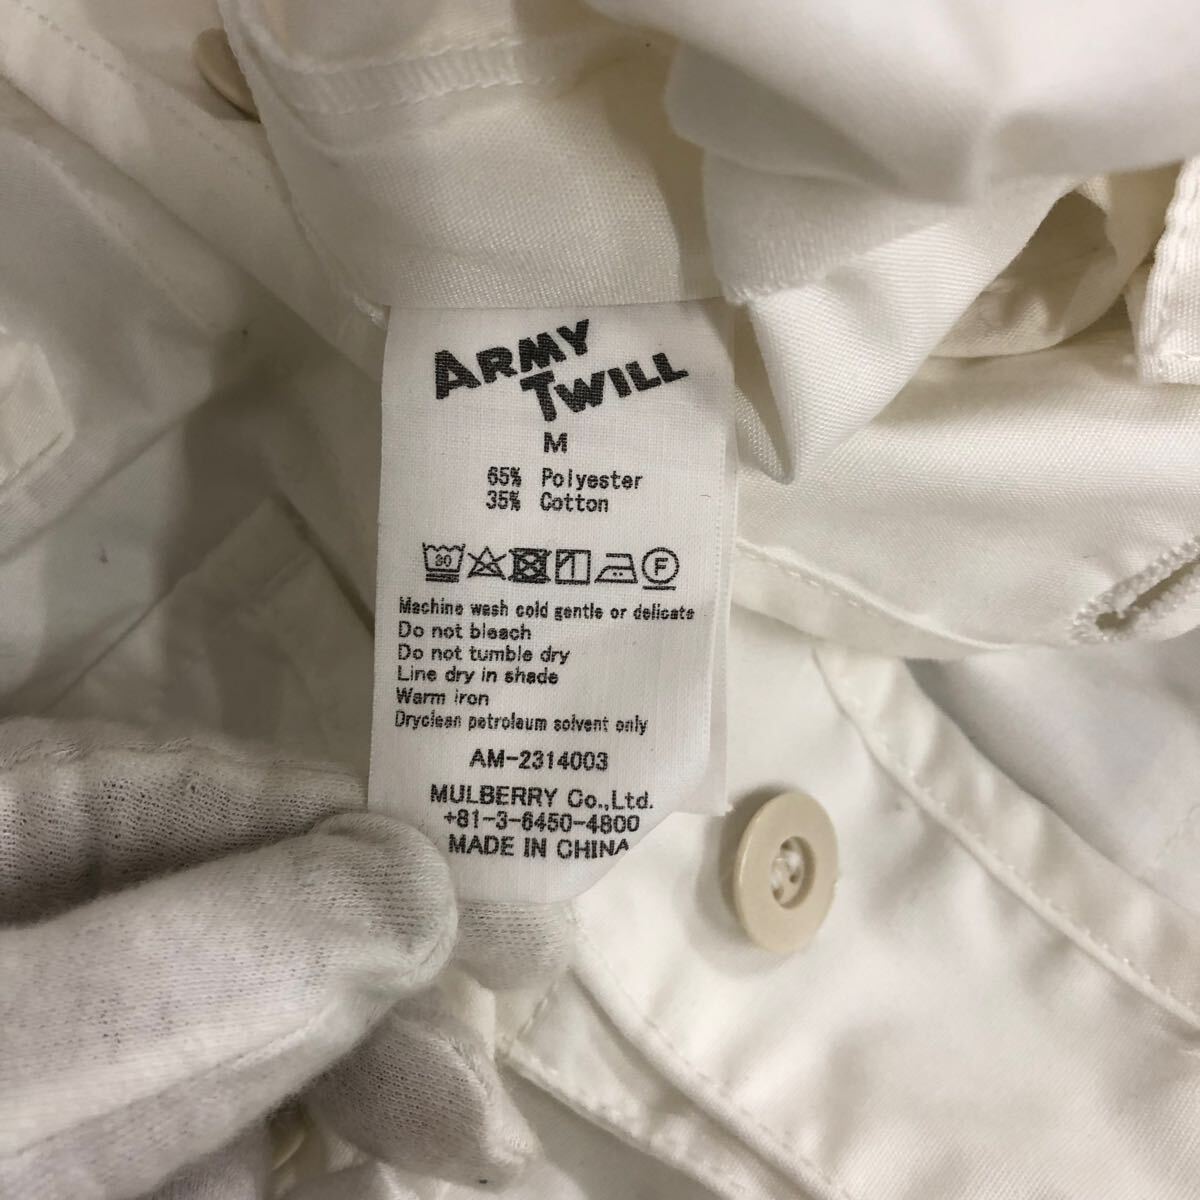 ARMY
TWILL
M
65% Polyester
35% Cotton
30 F
Machine wash cold gentle or delicate
Do not bleach
Do not tumble dry
Line dry in shade
Warm iron
Dryclean petroleum solvent only
AM-2314003
MULBERRY Co.,Ltd.
+81-3-6450-4800
MADE IN CHINA